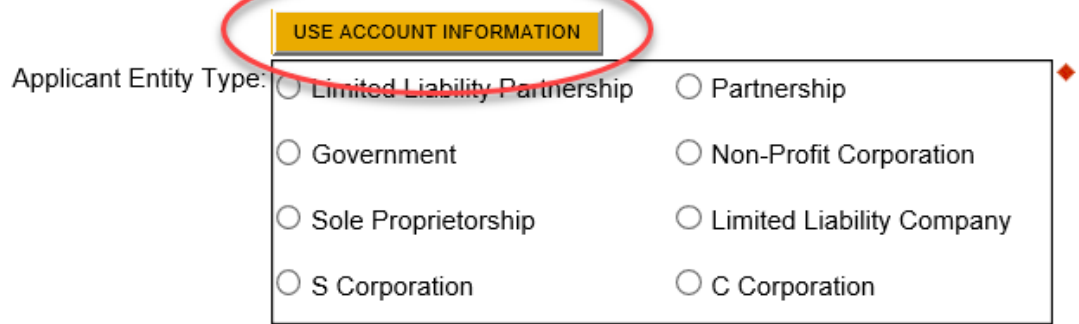 USE ACCOUNT INFORMATION
Applicant Entity Type: Limited Liability Partnership Partnership
Government Non-Profit Corporation
Sole Proprietorship Limited Liability Company
S Corporation C Corporation